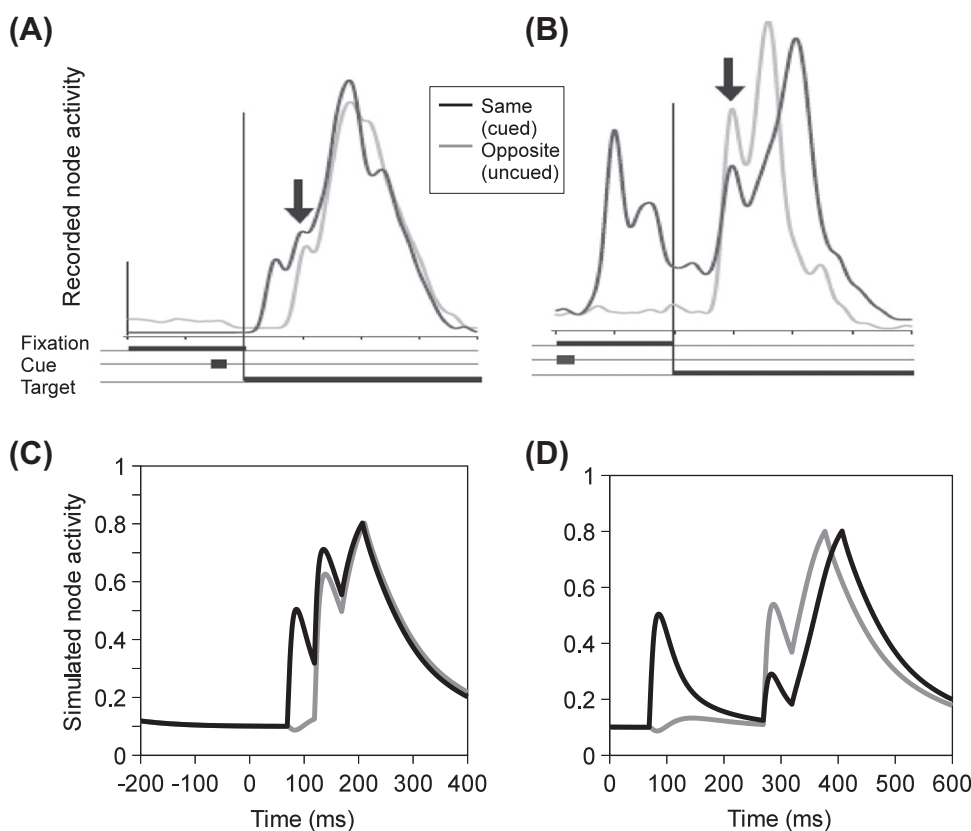 (A)
(B)
Recorded node activity
Same
(cued)
Opposite
(uncued)
Fixation
Cue
Target
(C)
(D)
Simulated node activity
1
0.8
0.6
0.4
0.2
0
-200 -100 0 100 200 300 400
Time (ms)
1
0.8
0.6
0.4
0.2
0
0 100 200 300 400 500 600
Time (ms)